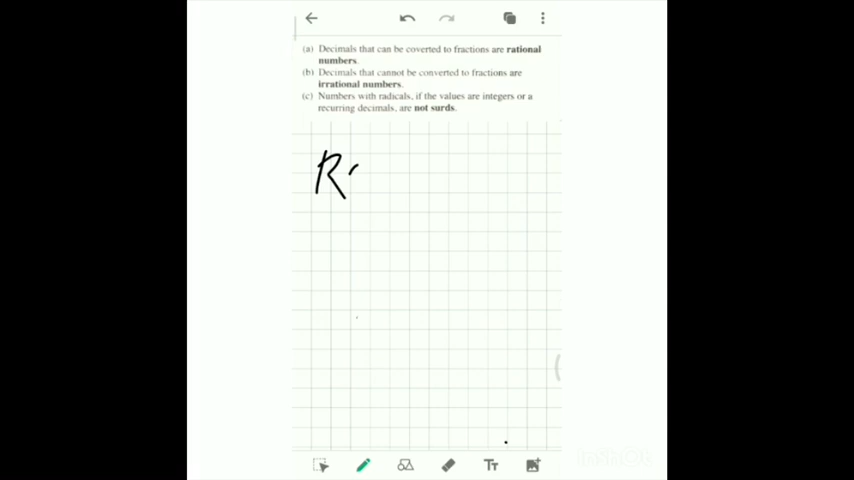 (a) Decimals that can be coverted to fractions are rational
numbers.
(b) Decimals that cannot be converted to fractions are
irrational numbers.
(c) Numbers with radicals, if the values are integers or a
recurring decimals, are not surds.
R
Tт